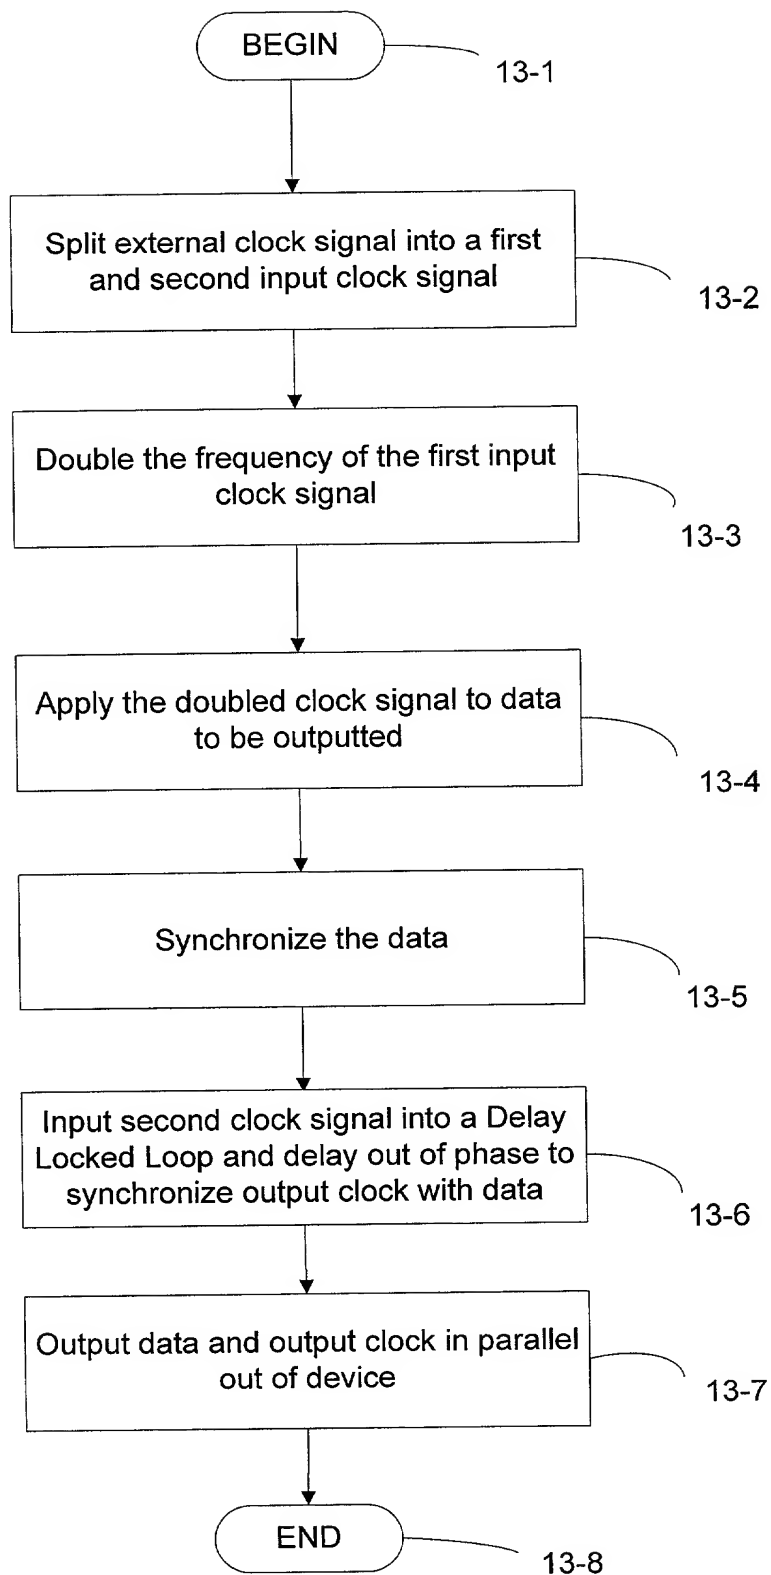 BEGIN
13-1
Split external clock signal into a first
and second input clock signal
13-2
Double the frequency of the first input
clock signal
13-3
Apply the doubled clock signal to data
to be outputted
13-4
Synchronize the data
13-5
Input second clock signal into a Delay
Locked Loop and delay out of phase to
synchronize output clock with data
13-6
Output data and output clock in parallel
out of device
13-7
END
13-8